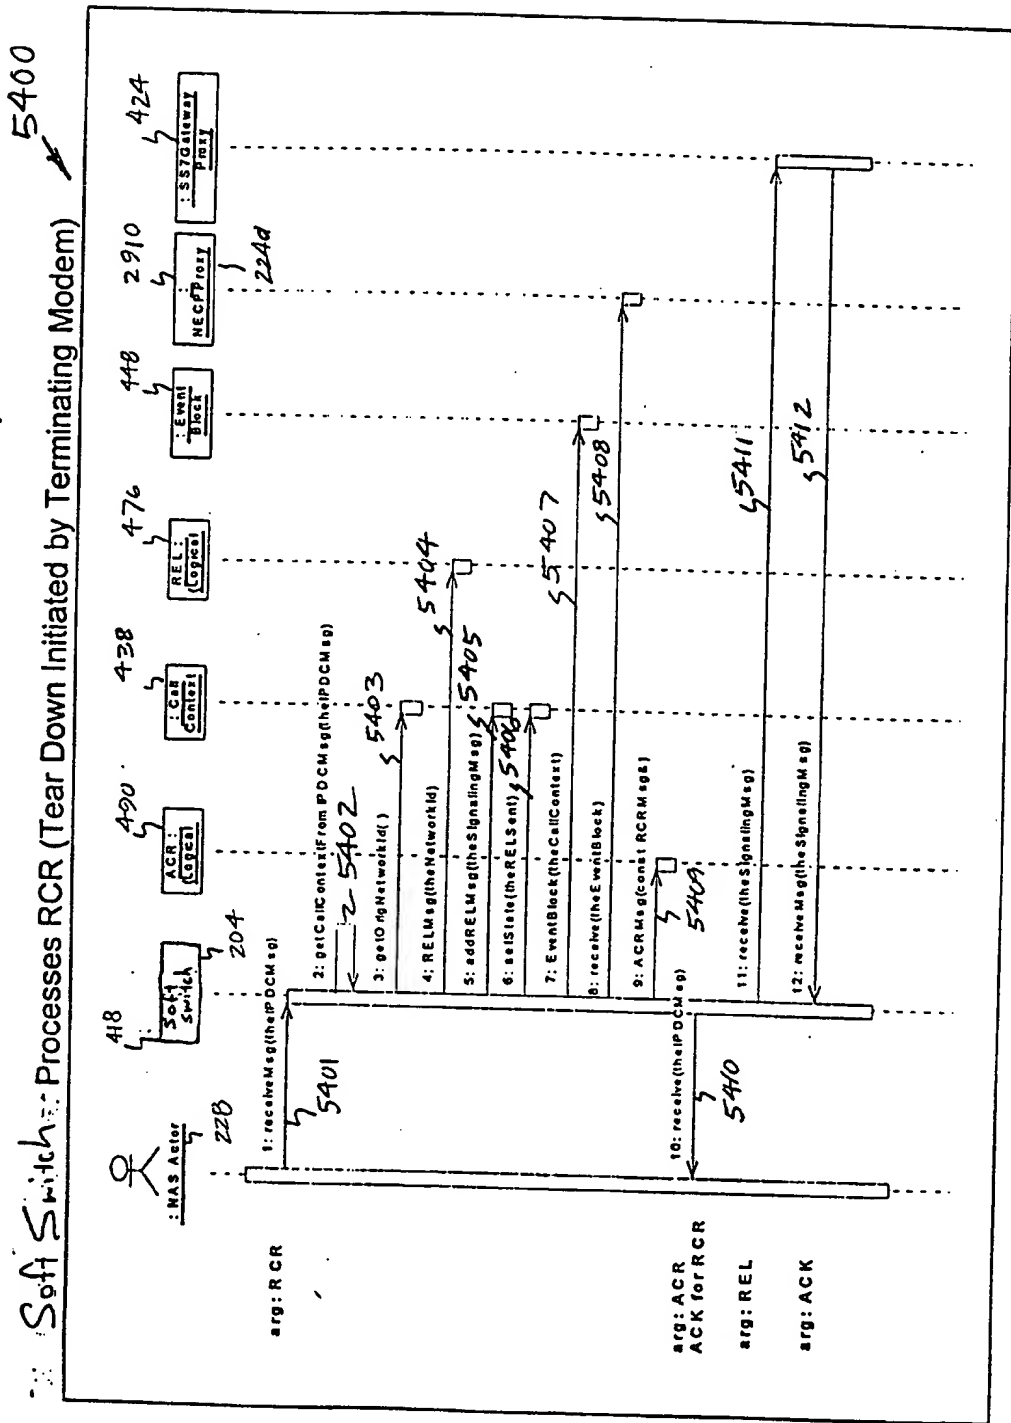 5400
Soft Switch Processes RCR (Tear Down Initiated by Terminating Modem)
: NAS Actor
228
418
Soft
Switch
204
490
ACR :
(Logical
438
: Call
Context
476
REL :
(Logical
448
: Event
Block
2910
:
NECPProxy
224d
424
: SS7Gateway
Proxy
arg: RCR
1: receiveMsg(theIPDCMsg)
5401
2: getCallContextFromIPDCMsg(theIPDCMsg)
5402
3: getOrigNetworkId( )
5403
4: RELMsg(theNetworkId)
5404
5: addRELMsg(theSignalingMsg)
5405
6: setState(theRELSent)
5406
7: EventBlock(theCallContext)
5407
8: receive(theEventBlock)
5408
9: ACRMsg(const RCRMsg&)
5409
arg: ACR
ACK for RCR
10: receive(theIPDCMsg)
5410
arg: REL
11: receive(theSignalingMsg)
5411
arg: ACK
12: receiveMsg(theSignalingMsg)
5412